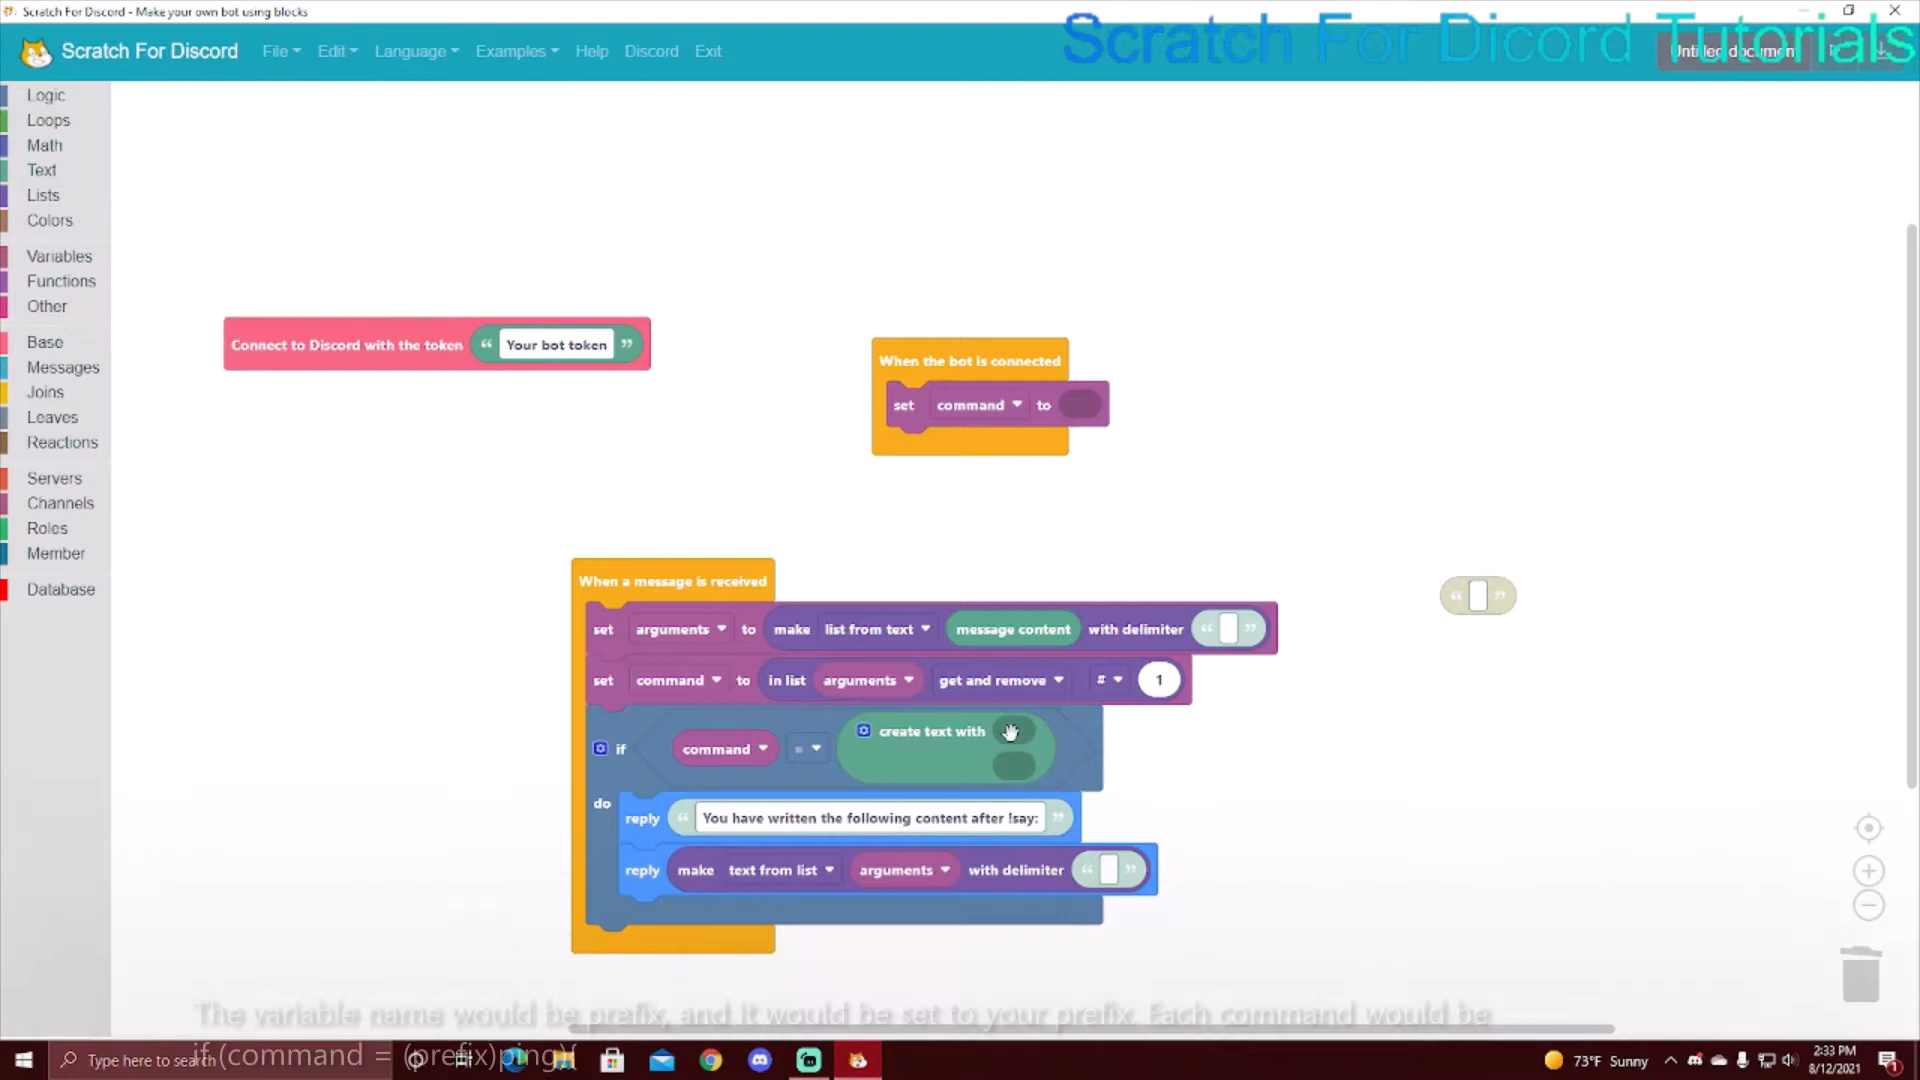 Scratch For Discord - Make your own bot using blocks
Scratch For Discord File Edit Language Examples Help Discord Exit
Scratch For Dicord Tutorials
Untitled document
Logic
Loops
Math
Text
Lists
Colors
Variables
Functions
Other
Base
Messages
Joins
Leaves
Reactions
Servers
Channels
Roles
Member
Database
Connect to Discord with the token “ Your bot token ”
When the bot is connected
set command to
“ ”
When a message is received
set arguments to make list from text message content with delimiter “ ”
set command to in list arguments get and remove # 1
if command = create text with
do
reply “ You have written the following content after !say: ”
reply make text from list arguments with delimiter “ ”
The variable name would be prefix, and it would be set to your prefix. Each command would be
if (command = (prefix)ping){
Type here to search
73°F Sunny
2:33 PM
8/12/2021
1